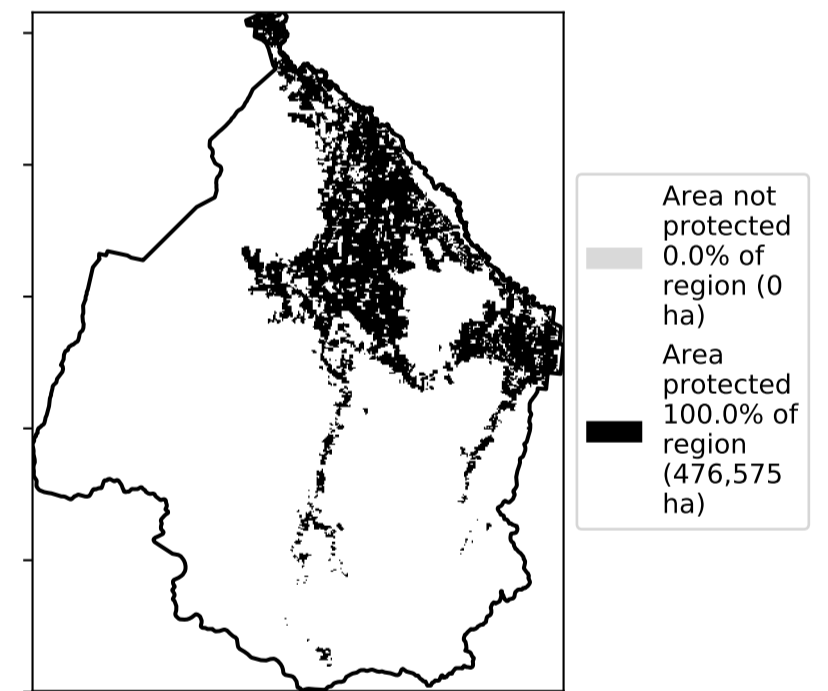 Area not
protected
0.0% of
region (0
ha)
Area
protected
100.0% of
region
(476,575
ha)